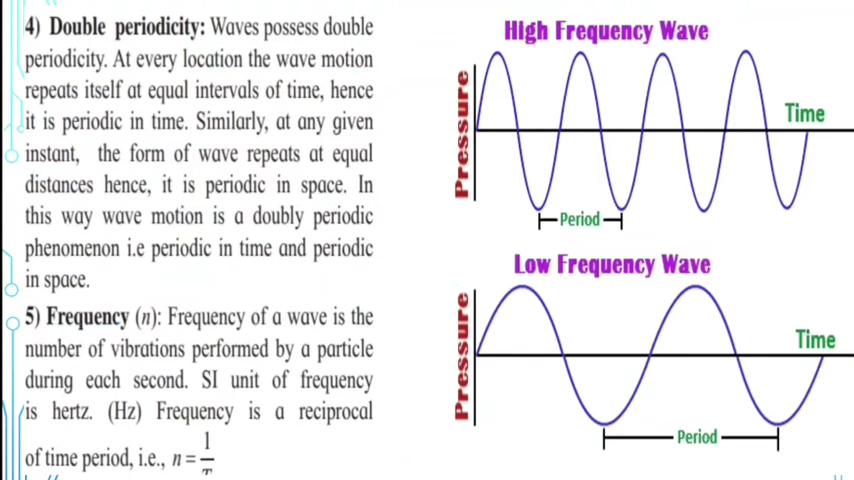 4) Double periodicity: Waves possess double
periodicity. At every location the wave motion
repeats itself at equal intervals of time, hence
it is periodic in time. Similarly, at any given
instant, the form of wave repeats at equal
distances hence, it is periodic in space. In
this way wave motion is a doubly periodic
phenomenon i.e periodic in time and periodic
in space.
5) Frequency (n): Frequency of a wave is the
number of vibrations performed by a particle
during each second. SI unit of frequency
is hertz. (Hz) Frequency is a reciprocal
of time period, i.e., n = 1/T
High Frequency Wave
Pressure
Time
Period
Low Frequency Wave
Pressure
Time
Period